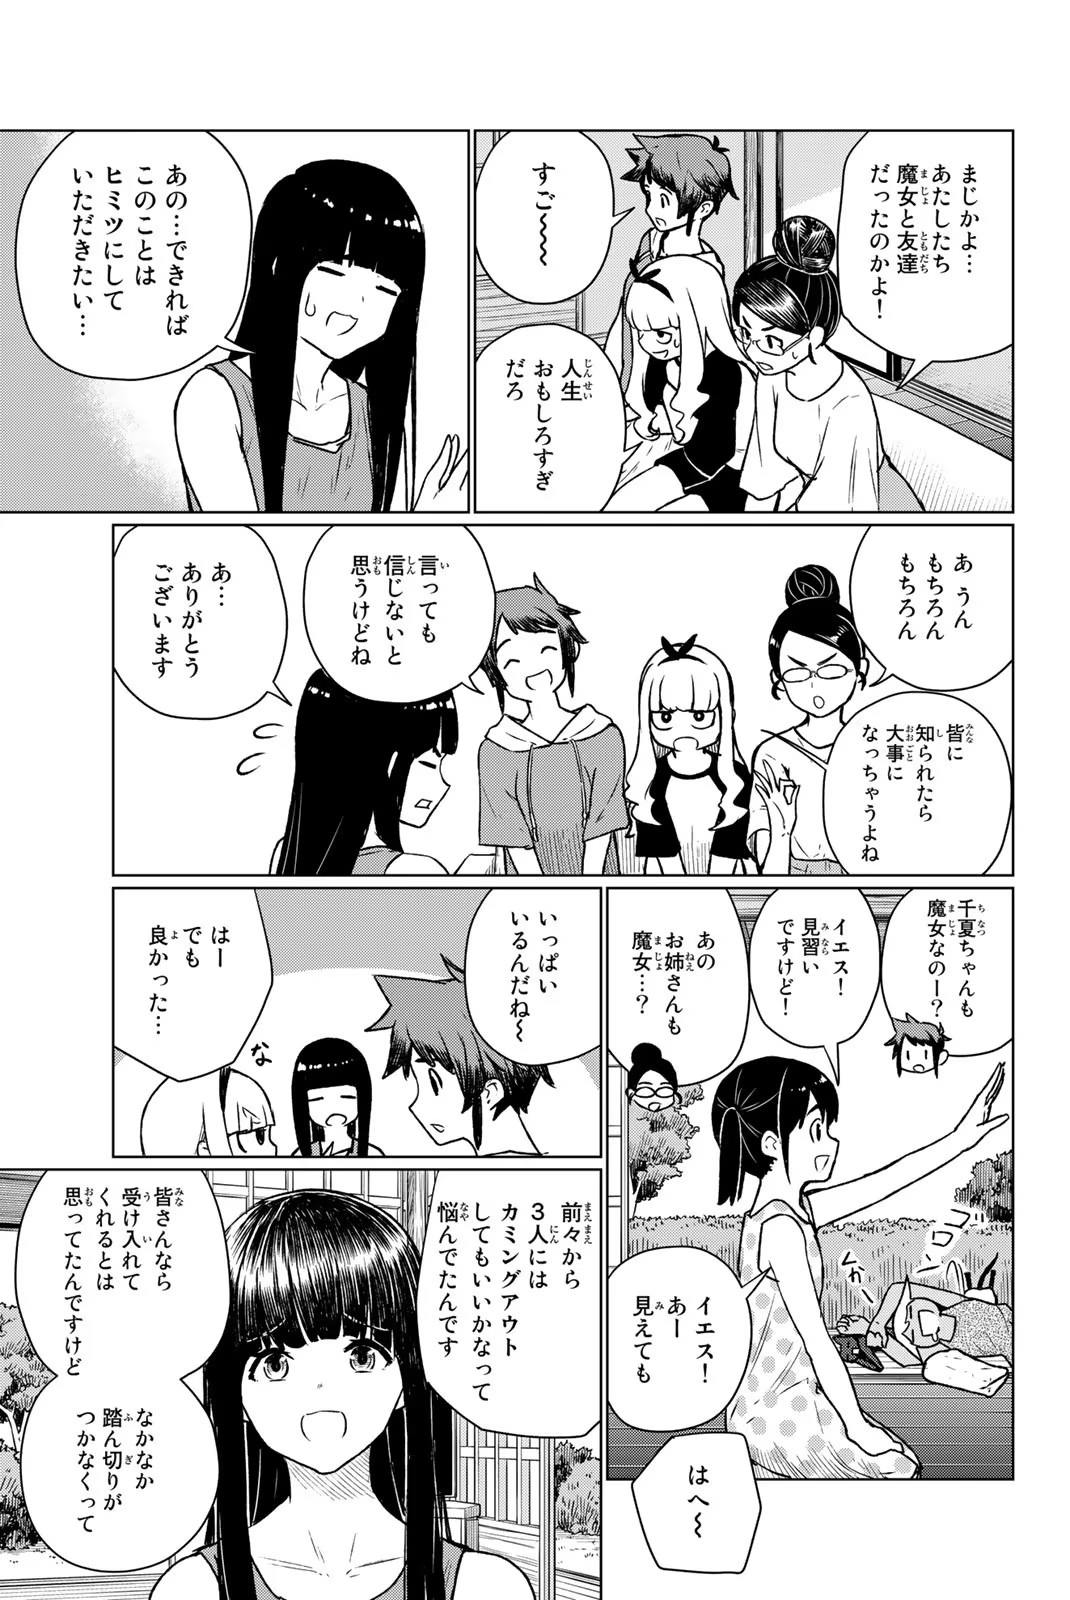 まじかよ…
あたしたち
魔女と友達
だったのかよ！
すご〜〜
人生
おもしろすぎ
だろ
あの…できれば
このことは
ヒミツにして
いただきたい…
あ うん
もちろん
もちろん
皆に
知られたら
大事に
なっちゃうよね
言っても
信じないと
思うけどね
あ…
ありがとう
ございます
千夏ちゃんも
魔女なのー？
イエス！
見習い
ですけど！
あの
お姉さんも
魔女…？
イエス！
あー
見えても
ムカー
ゴロン
はへ〜
いっぱい
いるんだね〜
な
はー
でも
良かった…
前々から
3人には
カミングアウト
してもいいかなって
悩んでたんです
皆さんなら
受け入れて
くれるとは
思ってたんですけど
なかなか
踏ん切りが
つかなくって